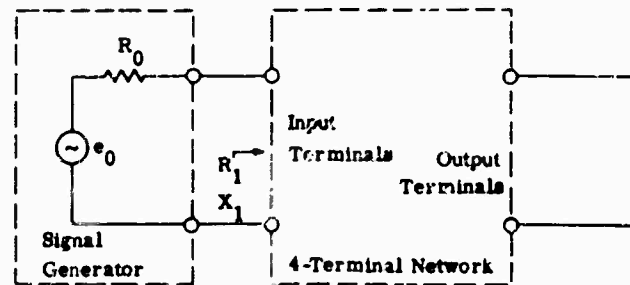 R0
e0
~
Input
Terminals
R1
X1
Output
Terminals
Signal
Generator
4-Terminal Network